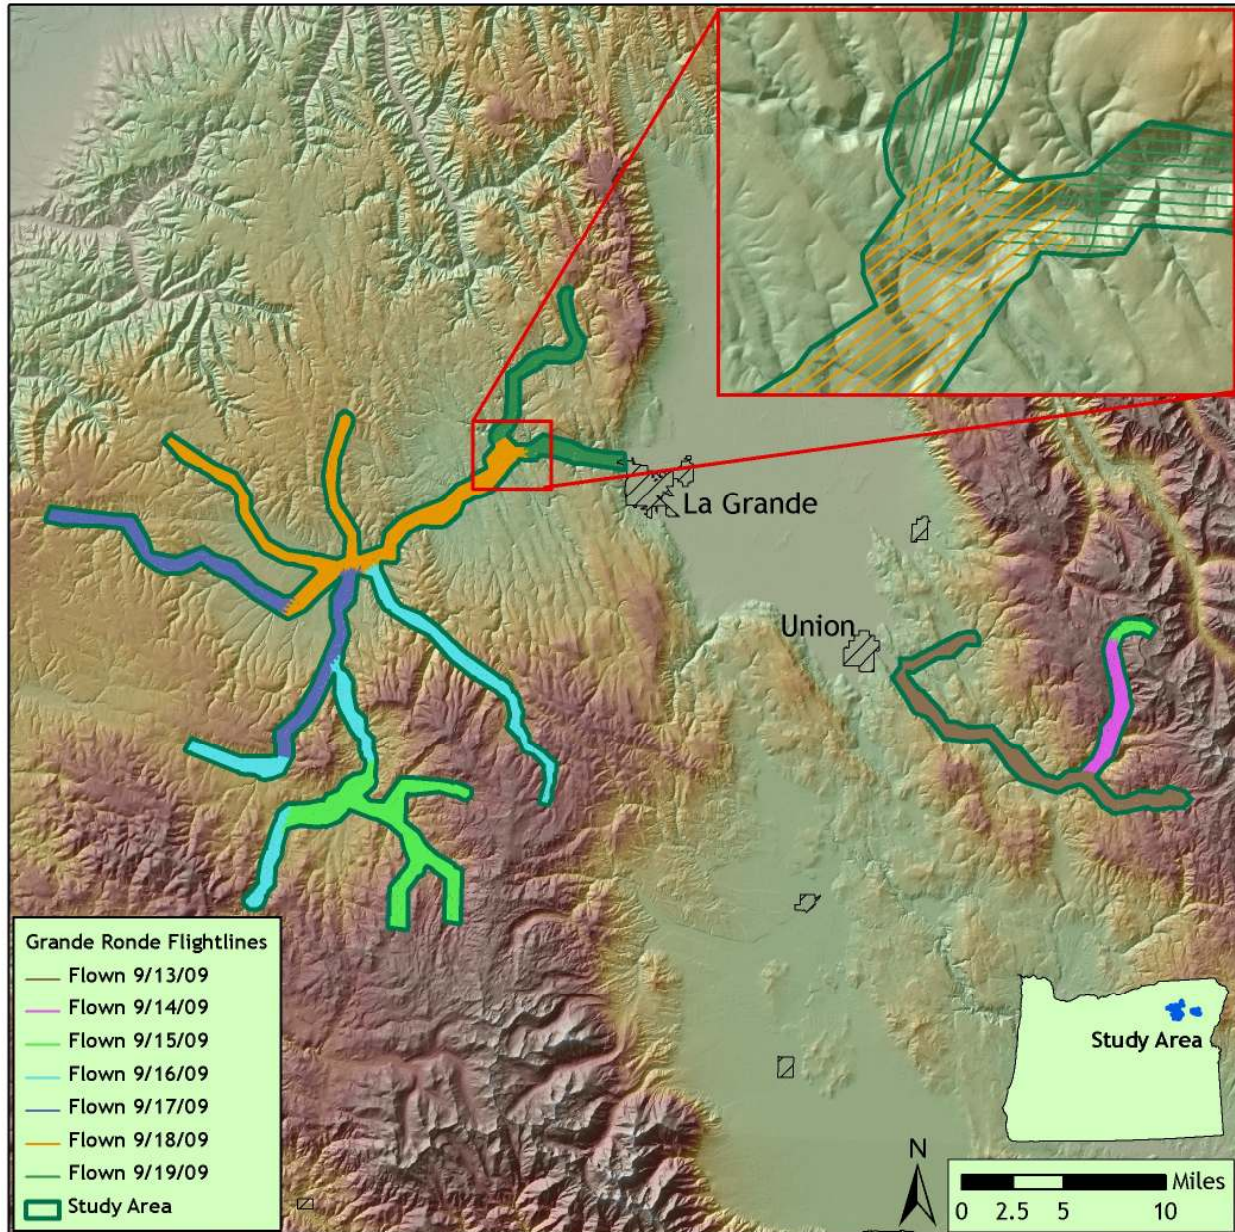 La Grande
Union
Grande Ronde Flightlines
Flown 9/13/09
Flown 9/14/09
Flown 9/15/09
Flown 9/16/09
Flown 9/17/09
Flown 9/18/09
Flown 9/19/09
Study Area
Study Area
N
Miles
0 2.5 5 10